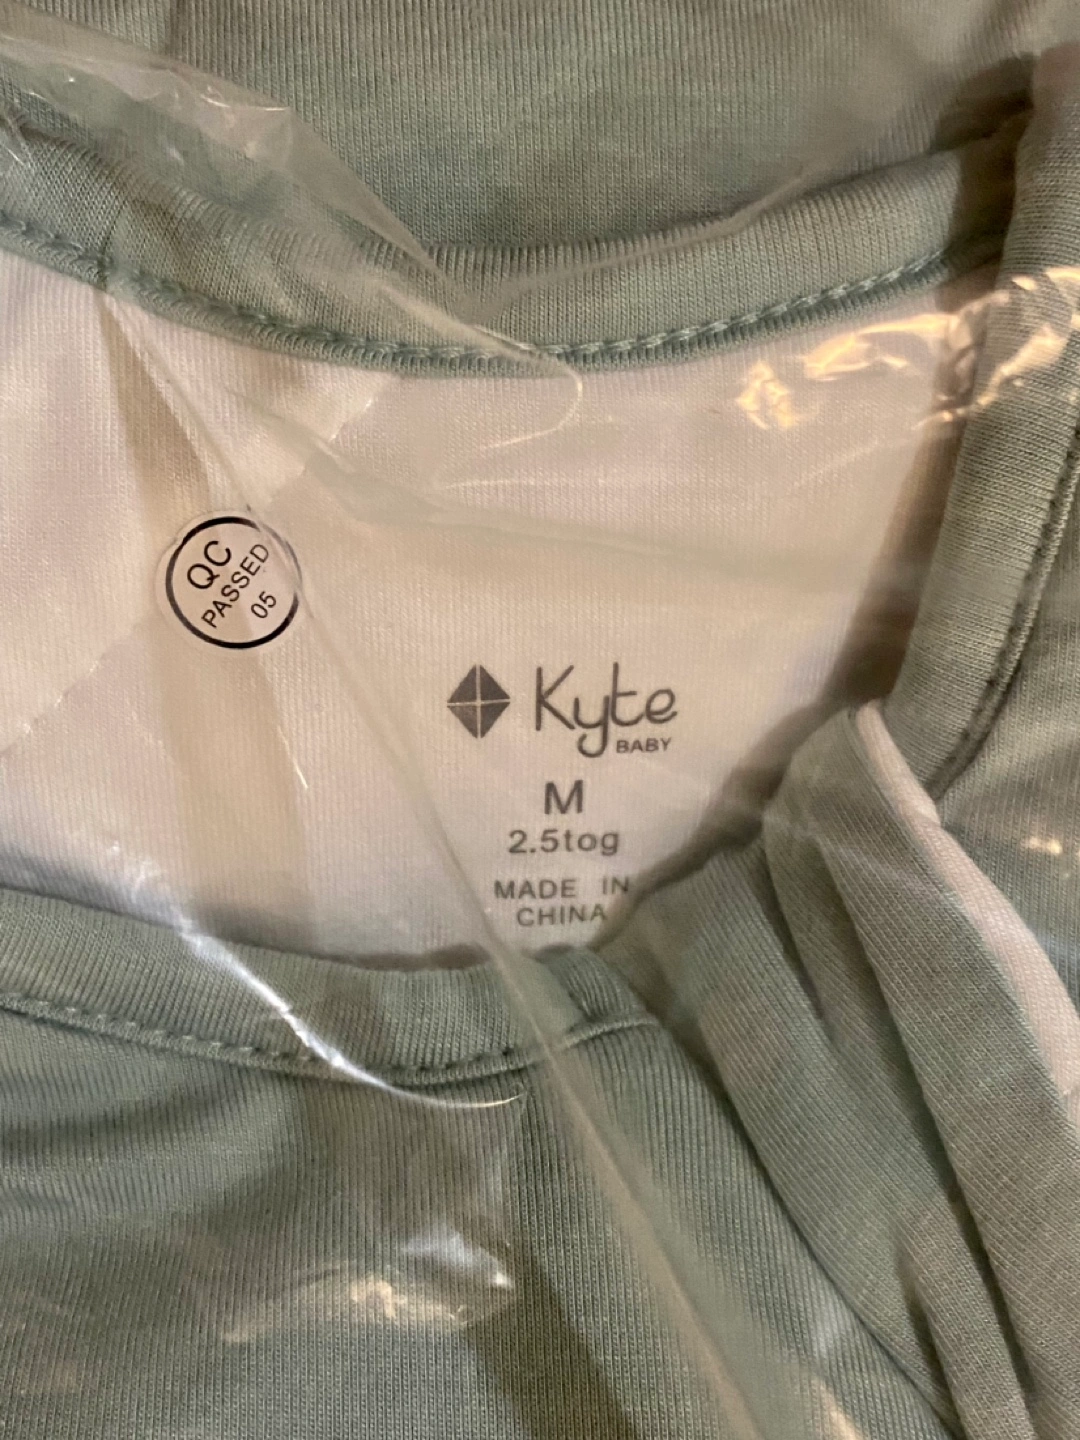 QC
PASSED
05
Kyte
BABY
M
2.5tog
MADE IN
CHINA